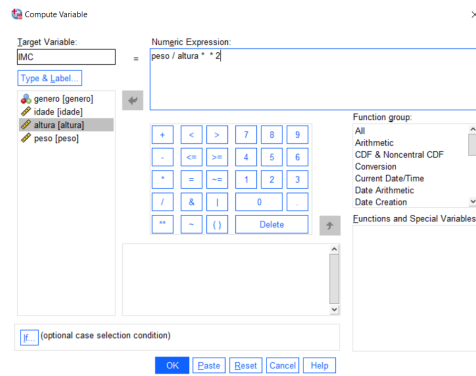 Compute Variable
Target Variable:
IMC
=
Numeric Expression:
peso / altura * * 2
Type & Label...
genero [genero]
idade [idade]
altura [altura]
peso [peso]
+ < > 7 8 9
- <= >= 4 5 6
* = ~= 1 2 3
/ & | 0 .
** ~ ( ) Delete
Function group:
All
Arithmetic
CDF & Noncentral CDF
Conversion
Current Date/Time
Date Arithmetic
Date Creation
Functions and Special Variables
If... (optional case selection condition)
OK Paste Reset Cancel Help